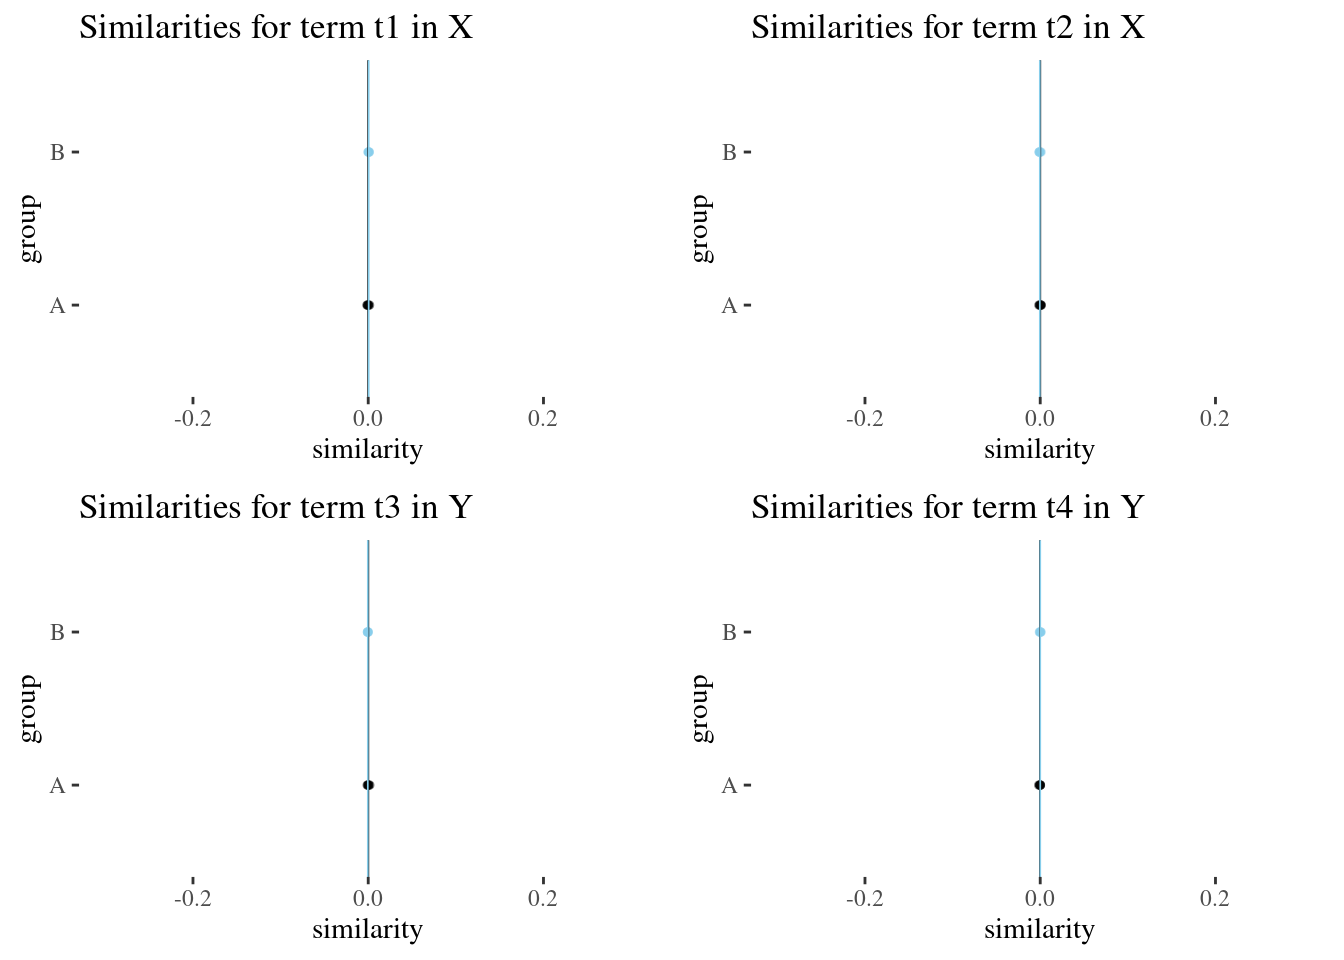 Similarities for term t1 in X
B
group
A
-0.2 0.0 0.2
similarity
Similarities for term t2 in X
B
group
A
-0.2 0.0 0.2
similarity
Similarities for term t3 in Y
B
group
A
-0.2 0.0 0.2
similarity
Similarities for term t4 in Y
B
group
A
-0.2 0.0 0.2
similarity